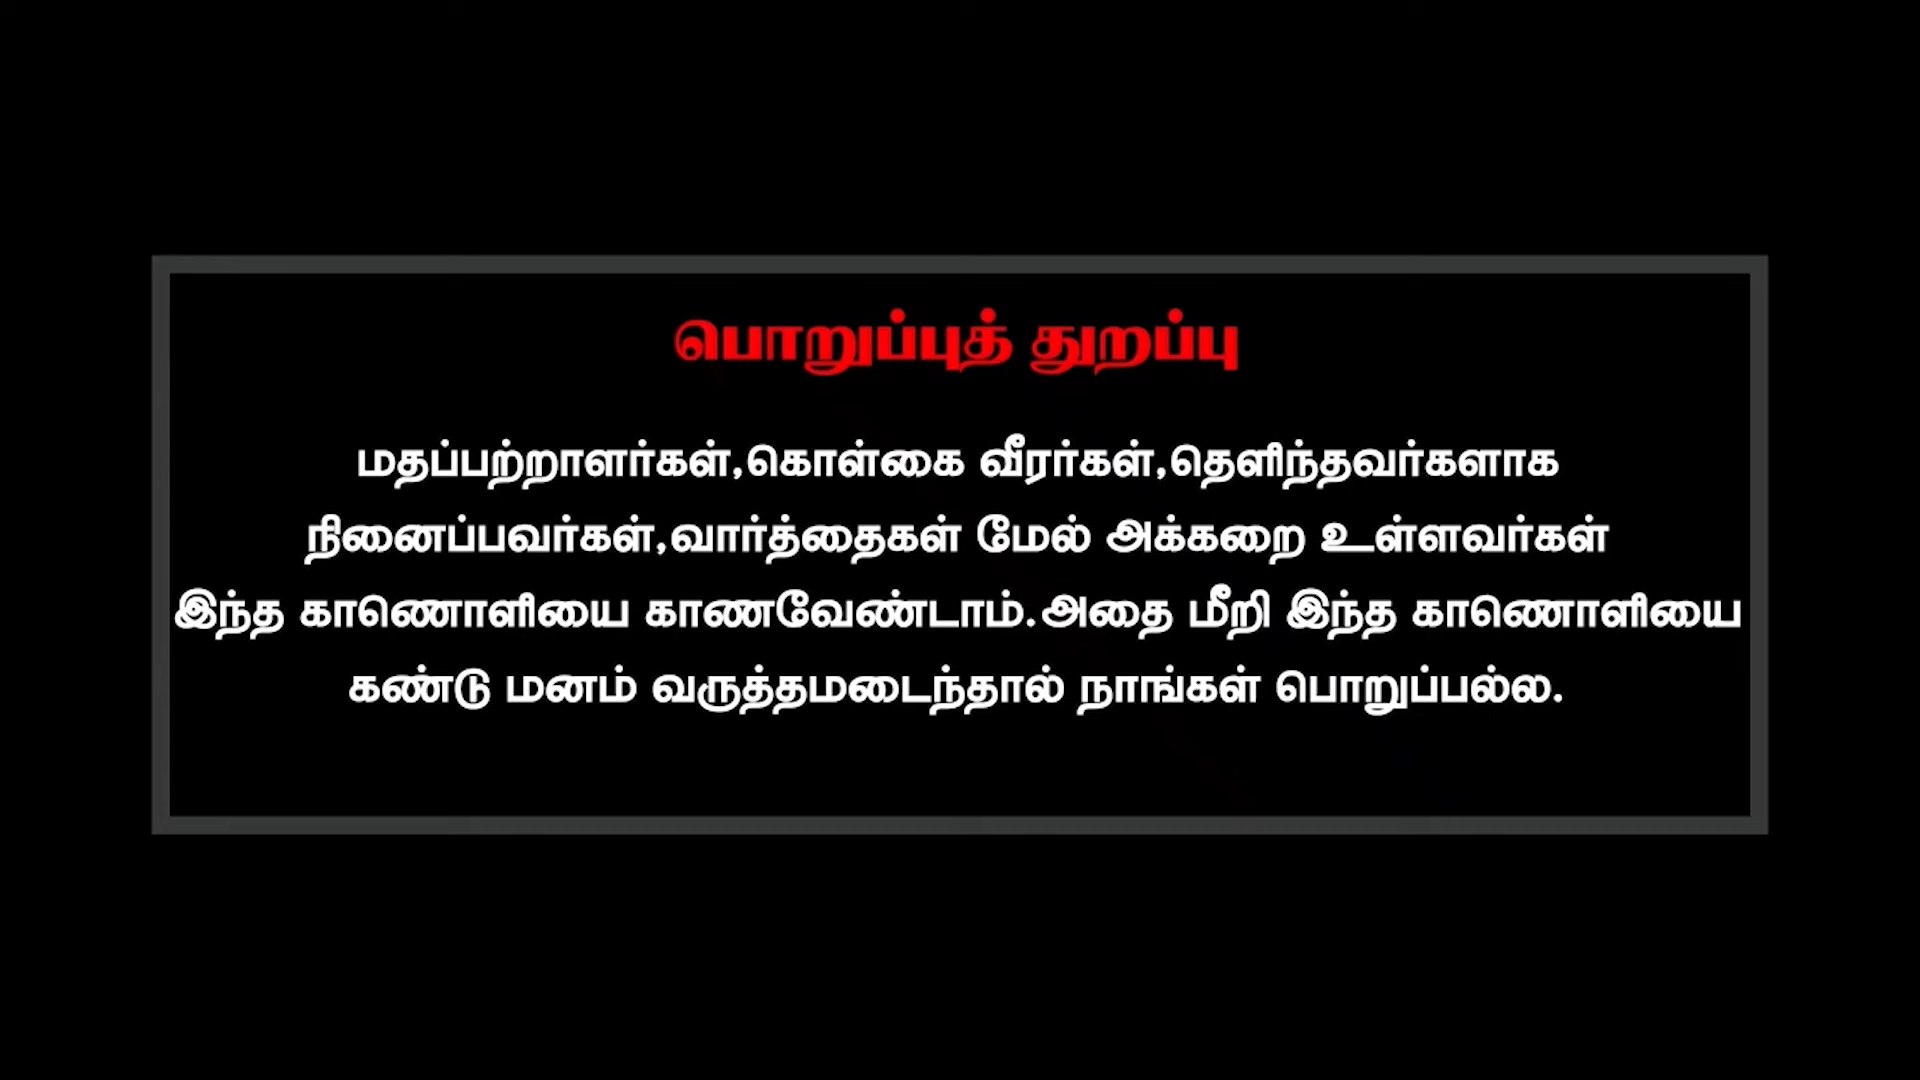 பொறுப்புத் துறப்பு
மதப்பற்றாளர்கள்,கொள்கை வீரர்கள்,தெளிந்தவர்களாக
நினைப்பவர்கள்,வார்த்தைகள் மேல் அக்கறை உள்ளவர்கள்
இந்த காணொளியை காணவேண்டாம்.அதை மீறி இந்த காணொளியை
கண்டு மனம் வருத்தமடைந்தால் நாங்கள் பொறுப்பல்ல.